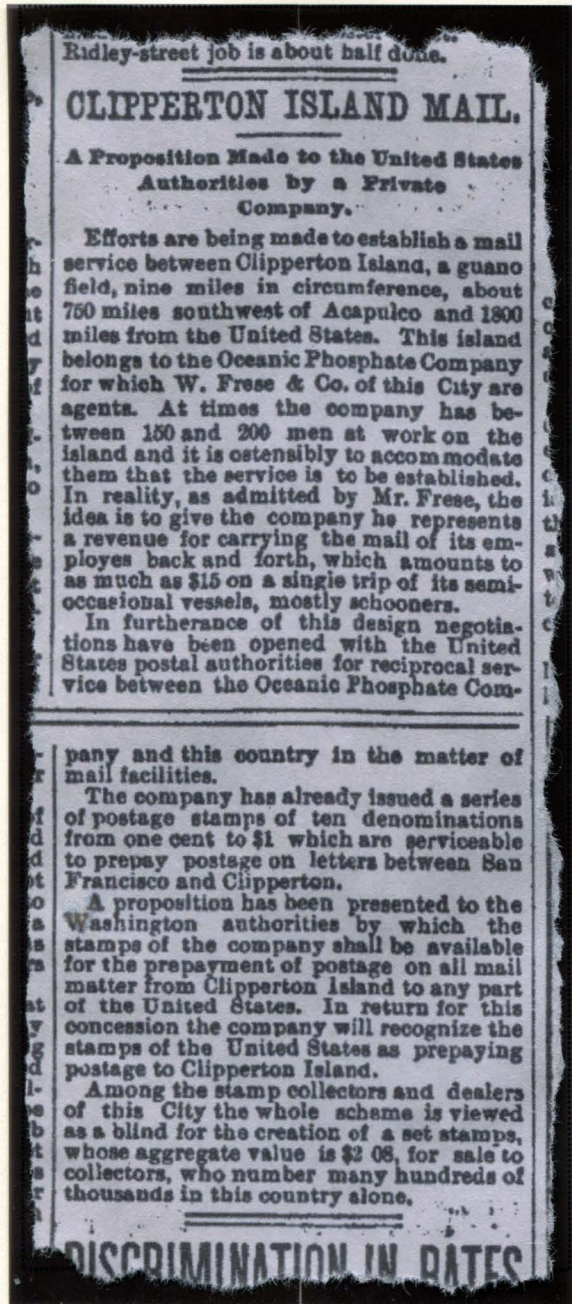 Ridley-street job is about half done.
CLIPPERTON ISLAND MAIL.
A Proposition Made to the United States
Authorities by a Private
Company.
Efforts are being made to establish a mail
service between Clipperton Island, a guano
field, nine miles in circumference, about
750 miles southwest of Acapulco and 1800
miles from the United States. This island
belongs to the Oceanic Phosphate Company
for which W. Frese & Co. of this City are
agents. At times the company has be-
tween 150 and 200 men at work on the
island and it is ostensibly to accommodate
them that the service is to be established.
In reality, as admitted by Mr. Frese, the
idea is to give the company he represents
a revenue for carrying the mail of its em-
ployes back and forth, which amounts to
as much as $15 on a single trip of its semi-
occasional vessels, mostly schooners.
In furtherance of this design negotia-
tions have been opened with the United
States postal authorities for reciprocal ser-
vice between the Oceanic Phosphate Com-
pany and this country in the matter of
mail facilities.
The company has already issued a series
of postage stamps of ten denominations
from one cent to $1 which are serviceable
to prepay postage on letters between San
Francisco and Clipperton.
A proposition has been presented to the
Washington authorities by which the
stamps of the company shall be available
for the prepayment of postage on all mail
matter from Clipperton Island to any part
of the United States. In return for this
concession the company will recognize the
stamps of the United States as prepaying
postage to Clipperton Island.
Among the stamp collectors and dealers
of this City the whole scheme is viewed
as a blind for the creation of a set stamps,
whose aggregate value is $2 08, for sale to
collectors, who number many hundreds of
thousands in this country alone.
DISCRIMINATION IN RATES